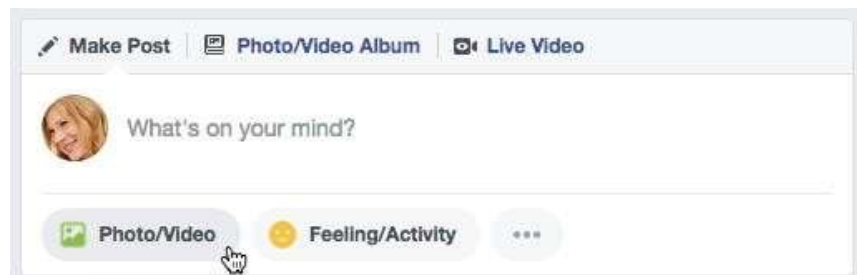 Make Post Photo/Video Album Live Video
What's on your mind?
Photo/Video Feeling/Activity